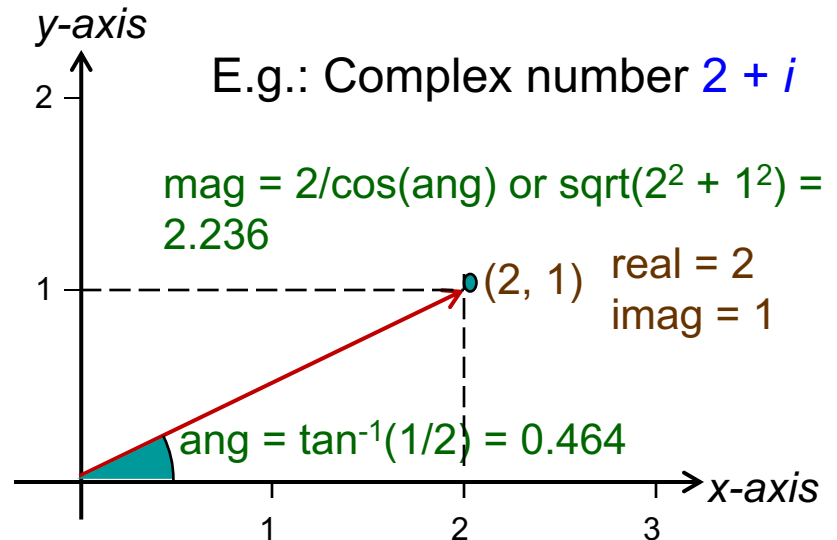 y-axis
E.g.: Complex number 2 + i
2
mag = 2/cos(ang) or sqrt(2² + 1²) =
2.236
1
(2, 1)
real = 2
imag = 1
ang = tan⁻¹(1/2) = 0.464
x-axis
1 2 3